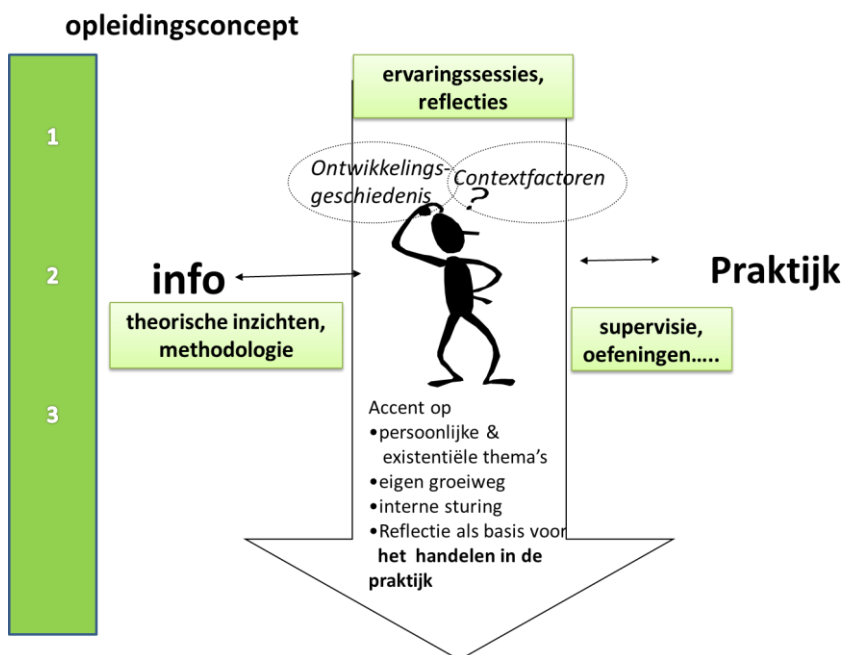 opleidingsconcept
ervaringssessies,
reflecties
1
Ontwikkelings-
geschiedenis
Contextfactoren
?
2
info
Praktijk
theorische inzichten,
methodologie
supervisie,
oefeningen.....
3
Accent op
•persoonlijke &
existentiële thema's
•eigen groeiweg
•interne sturing
•Reflectie als basis voor
het handelen in de
praktijk